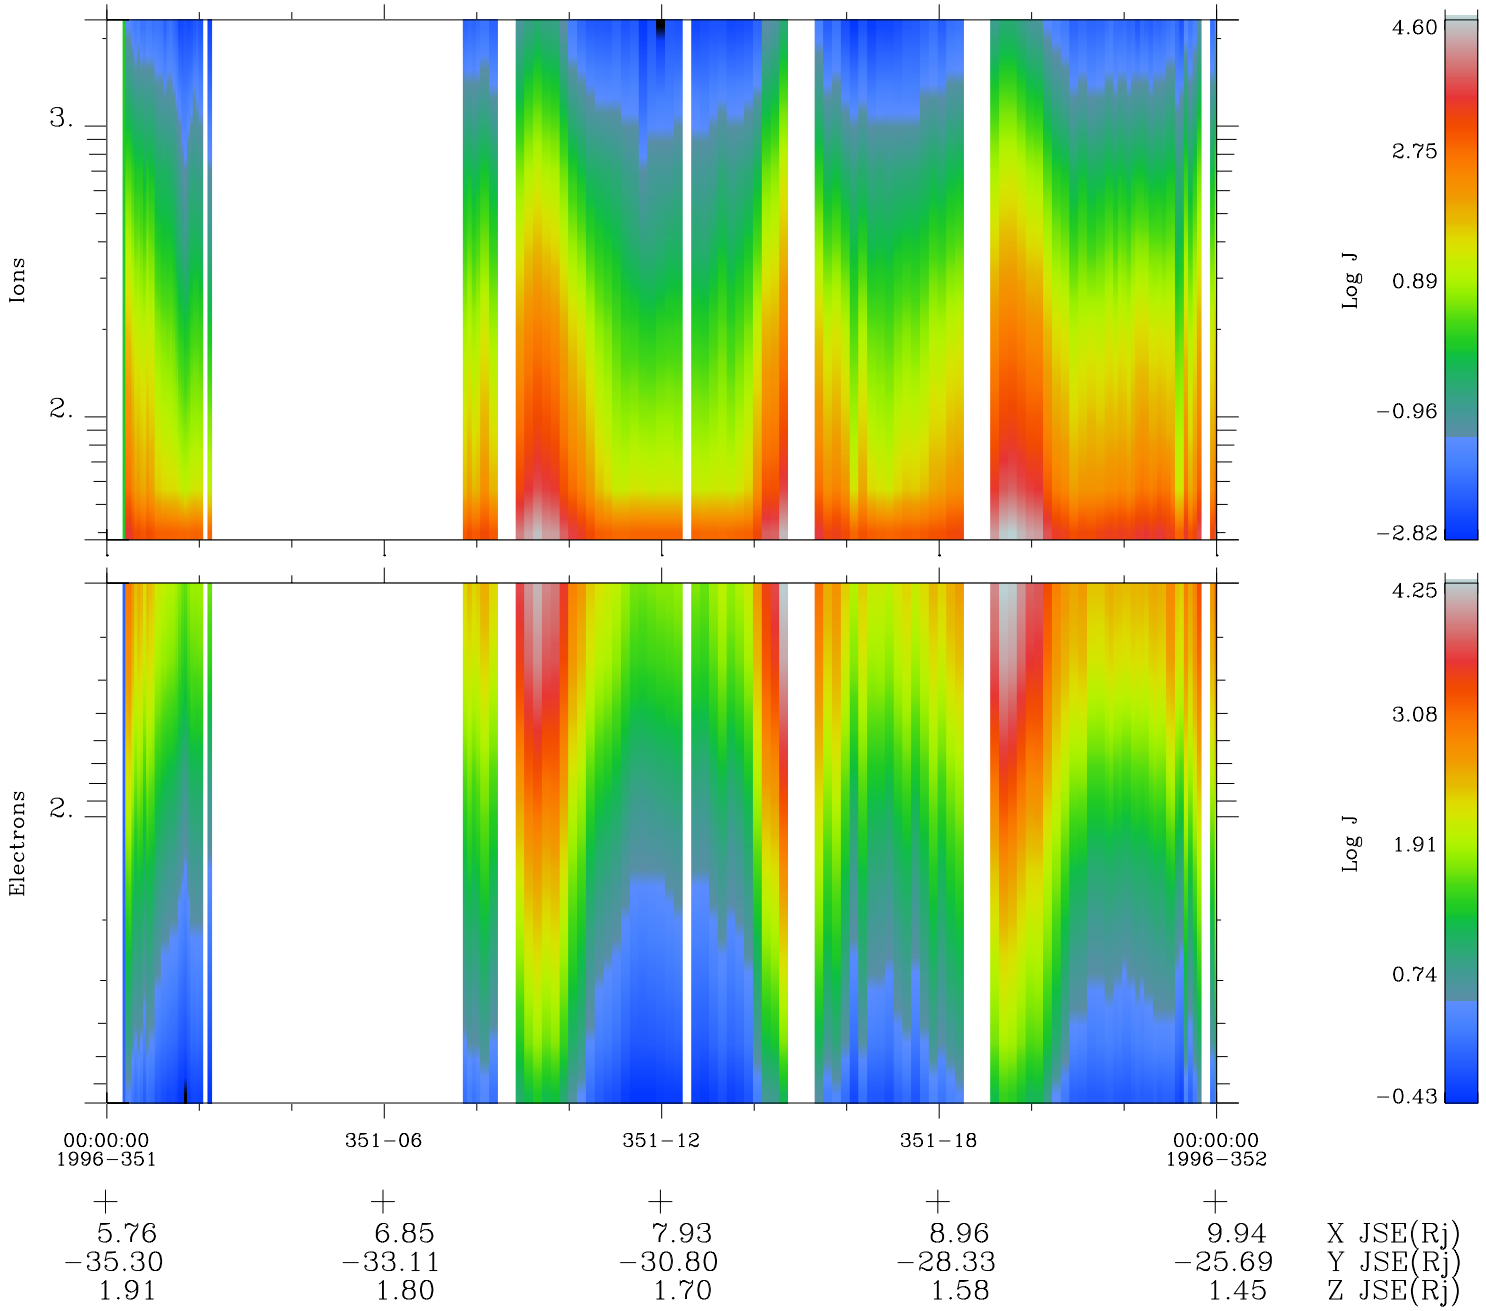 4.60
3.
2.75
Ions
Log J
0.89
2.
-0.96
-2.82
4.25
3.08
Electrons
2.
Log J
1.91
0.74
-0.43
00:00:00 351-06 351-12 351-18 00:00:00
1996-351 1996-352
5.76 6.85 7.93 8.96 9.94 X JSE(Rj)
-35.30 -33.11 -30.80 -28.33 -25.69 Y JSE(Rj)
1.91 1.80 1.70 1.58 1.45 Z JSE(Rj)